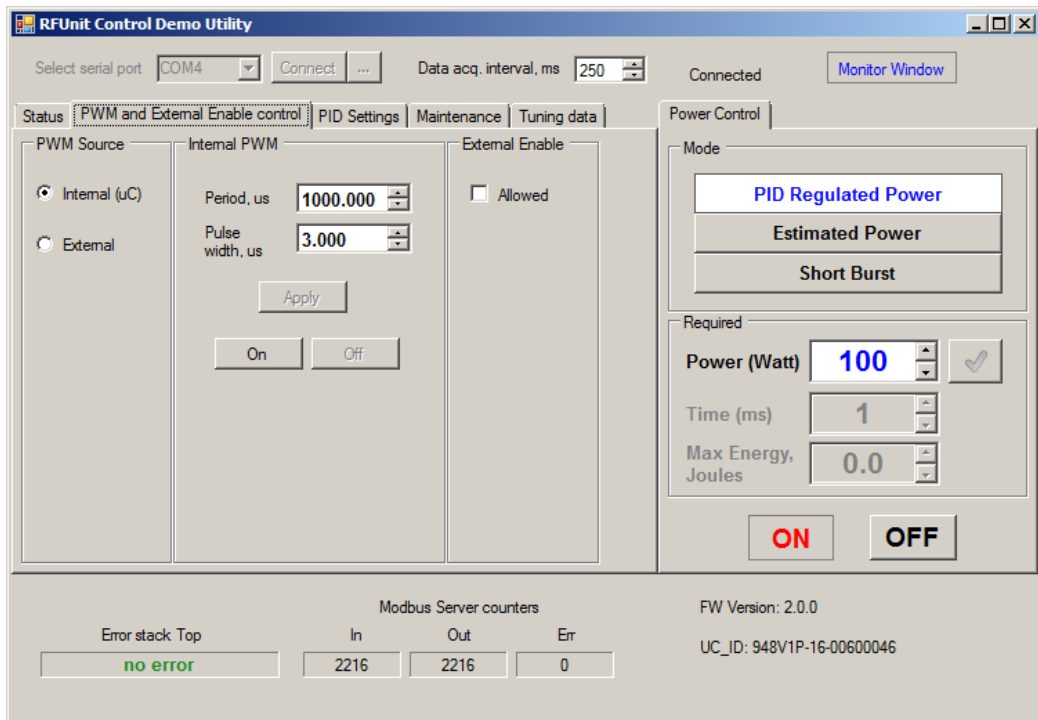 RFUnit Control Demo Utility
Select serial port COM4 Connect ... Data acq. interval, ms 250 Connected Monitor Window
Status PWM and External Enable control PID Settings Maintenance Tuning data Power Control
PWM Source Internal PWM External Enable Mode
Internal (uC) Period, us 1000.000 Allowed PID Regulated Power
External Pulse width, us 3.000 Estimated Power
Apply Short Burst
On Off
Required
Power (Watt) 100
Time (ms) 1
Max Energy, Joules 0.0
ON OFF
Modbus Server counters FW Version: 2.0.0
Error stack Top In Out Err
no error 2216 2216 0 UC_ID: 948V1P-16-00600046